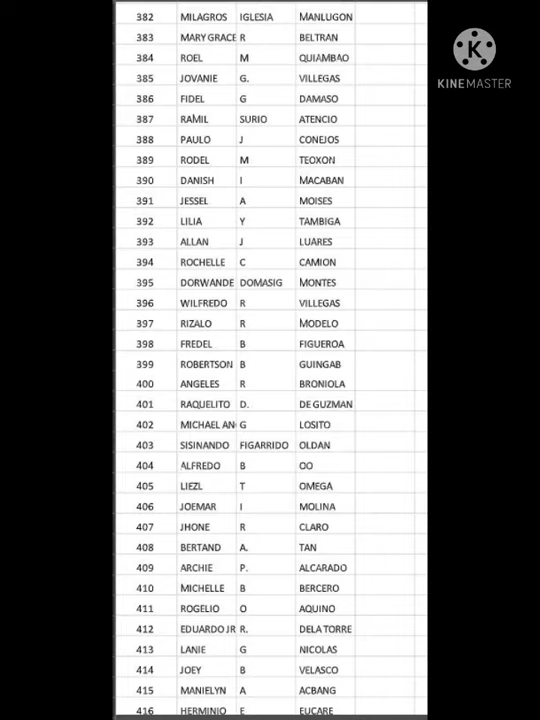 382 MILAGROS IGLESIA MANLUGON
383 MARY GRACE R BELTRAN
384 ROEL M QUIAMBAO
385 JOVANIE G. VILLEGAS
386 FIDEL G DAMASO
387 RAMIL SURIO ATENCIO
388 PAULO J CONEJOS
389 RODEL M TEOXON
390 DANISH I MACABAN
391 JESSEL A MOISES
392 LILIA Y TAMBIGA
393 ALLAN J LUARES
394 ROCHELLE C CAMION
395 DORWANDE DOMASIG MONTES
396 WILFREDO R VILLEGAS
397 RIZALO R MODELO
398 FREDEL B FIGUEROA
399 ROBERTSON B GUINGAB
400 ANGELES R BRONIOLA
401 RAQUELITO D. DE GUZMAN
402 MICHAEL AN G LOSITO
403 SISINANDO FIGARRIDO OLDAN
404 ALFREDO B OO
405 LIEZL T OMEGA
406 JOEMAR I MOLINA
407 JHONE R CLARO
408 BERTAND A. TAN
409 ARCHIE P. ALCARADO
410 MICHELLE B BERCERO
411 ROGELIO O AQUINO
412 EDUARDO JR R. DELA TORRE
413 LANIE G NICOLAS
414 JOEY B VELASCO
415 MANIELYN A ACBANG
416 HERMINIO E EUCARE
KINEMASTER